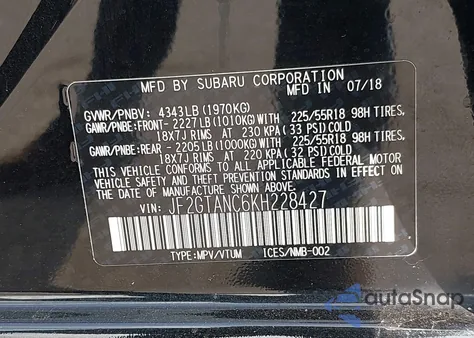 MFD BY SUBARU CORPORATION
MFD IN 07/18
GVWR/PNBV: 4343LB (1970KG)
GAWR/PNBE:FRONT- 2227LB (1010KG)WITH 225/55R18 98H TIRES,
18X7J RIMS AT 230 KPA (33 PSI)COLD
GAWR/PNBE:REAR - 2205LB (1000KG)WITH 225/55R18 98H TIRES,
18X7J RIMS AT 220 KPA (32 PSI)COLD
THIS VEHICLE CONFORMS TO ALL APPLICABLE FEDERAL MOTOR
VEHICLE SAFETY, BUMPER, AND THEFT PREVENTION STANDARDS IN EFFECT ON
THE DATE OF MANUFACTURE SHOWN ABOVE.
VIN: JF2GTANC6KH228427
TYPE:MPV/VTUM ICES/NMB-002
autoSnap